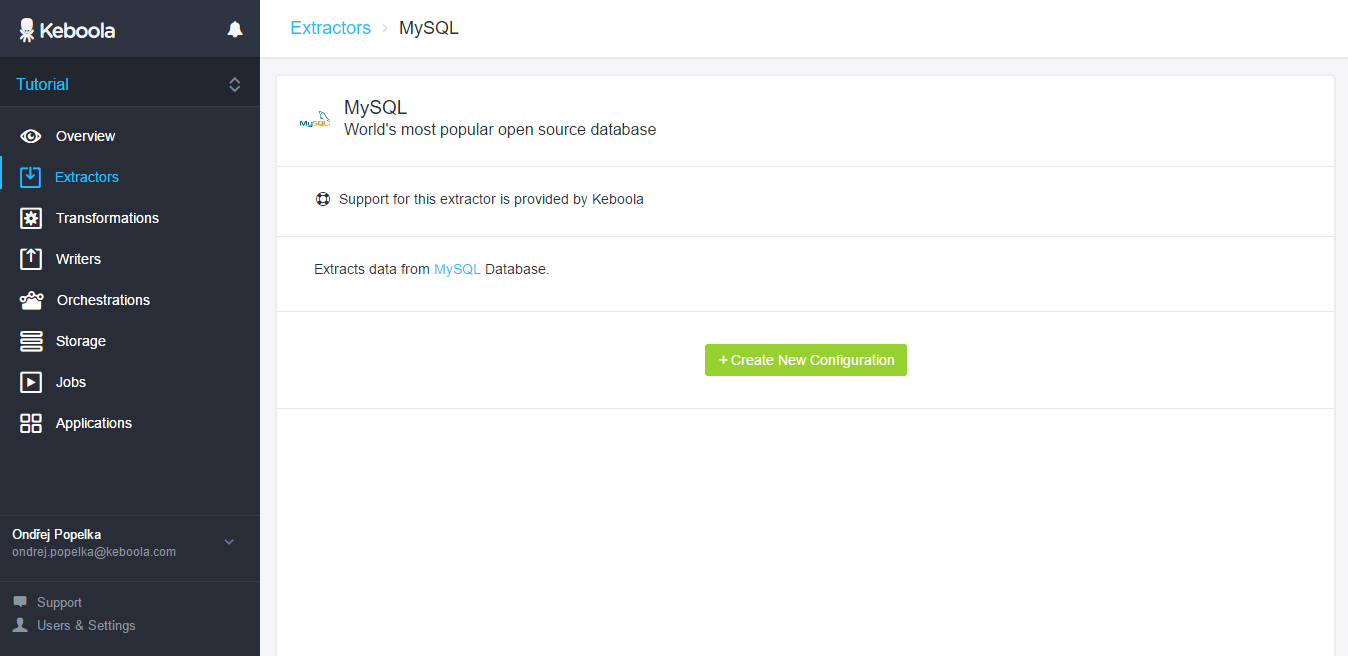 Keboola
Tutorial
Overview
Extractors
Transformations
Writers
Orchestrations
Storage
Jobs
Applications
Ondřej Popelka
ondrej.popelka@keboola.com
Support
Users & Settings
Extractors › MySQL
MySQL
MySQL
World's most popular open source database
Support for this extractor is provided by Keboola
Extracts data from MySQL Database.
+ Create New Configuration